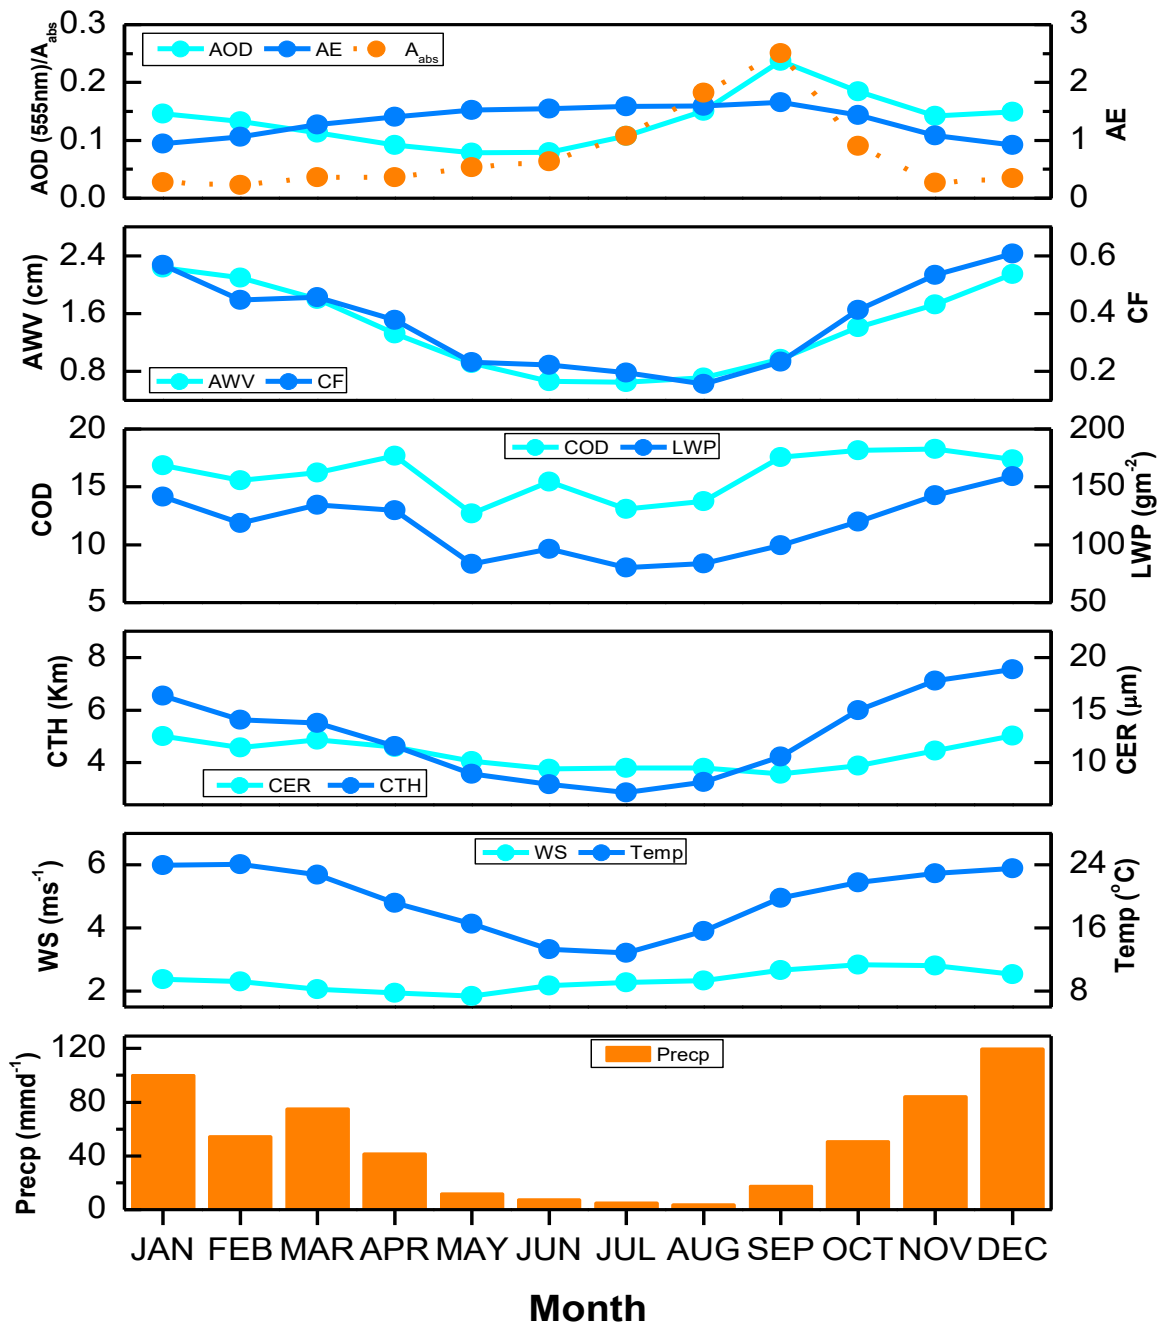 AOD (555nm)/A_abs
0.3
0.2
0.1
0.0
AOD AE A_abs
3
2
1
0
AE
AWV (cm)
2.4
1.6
0.8
AWV CF
0.6
0.4
0.2
CF
COD
20
15
10
5
COD LWP
200
150
100
50
LWP (gm⁻²)
CTH (Km)
8
6
4
CER CTH
20
15
10
CER (µm)
WS (ms⁻¹)
6
4
2
WS Temp
24
16
8
Temp (°C)
Precp (mmd⁻¹)
120
80
40
0
Precp
JAN FEB MAR APR MAY JUN JUL AUG SEP OCT NOV DEC
Month